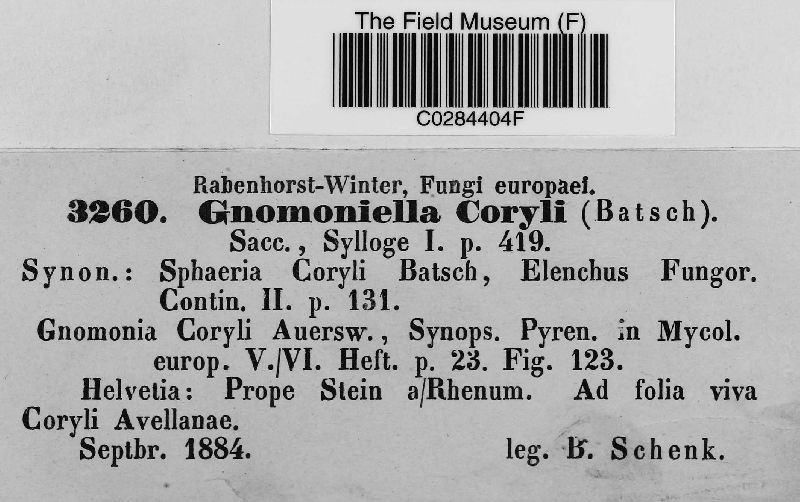 The Field Museum (F)
C0284404F
Rabenhorst-Winter, Fungi europaei.
3260. Gnomoniella Coryli (Batsch).
Sacc., Sylloge I. p. 419.
Synon.: Sphaeria Coryli Batsch, Elenchus Fungor.
Contin. II. p. 131.
Gnomonia Coryli Auersw., Synops. Pyren. in Mycol.
europ. V./VI. Heft. p. 23. Fig. 123.
Helvetia: Prope Stein a/Rhenum. Ad folia viva
Coryli Avellanae.
Septbr. 1884. leg. B. Schenk.